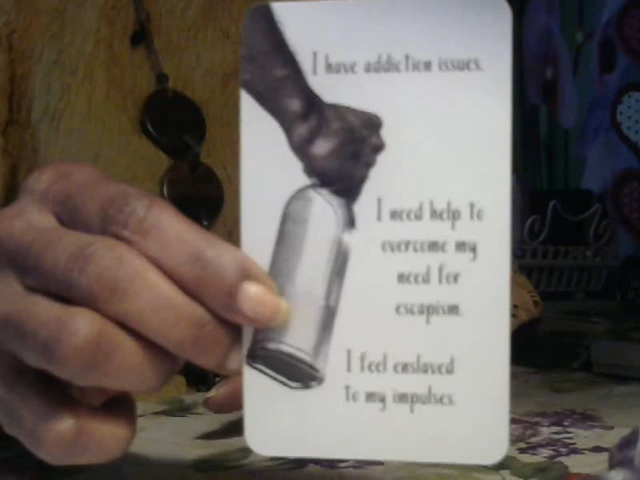 I have addiction issues.
I need help to
overcome my
need for
escapism.
I feel enslaved
to my impulses.